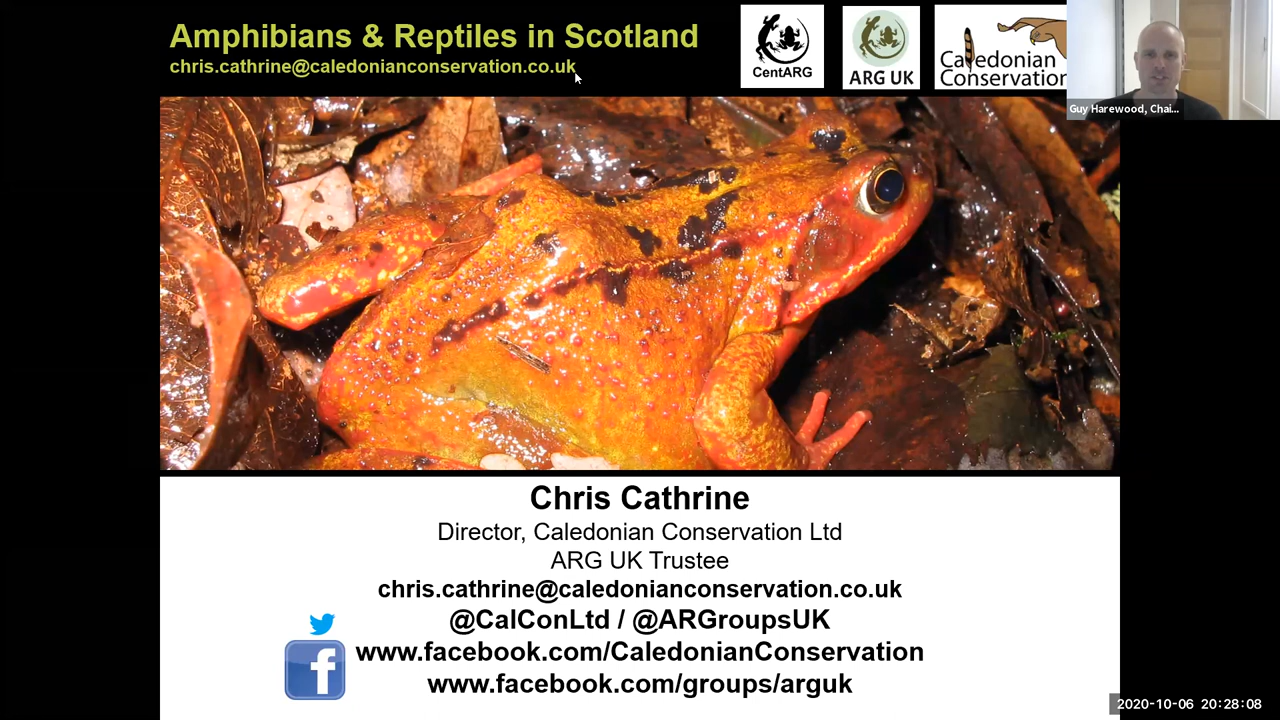 Amphibians & Reptiles in Scotland
chris.cathrine@caledonianconservation.co.uk
CentARG
ARG UK
Caledonian
Conservation
Guy Harewood, Chai...
Chris Cathrine
Director, Caledonian Conservation Ltd
ARG UK Trustee
chris.cathrine@caledonianconservation.co.uk
@CalConLtd / @ARGroupsUK
www.facebook.com/CaledonianConservation
f
www.facebook.com/groups/arguk
2020-10-06 20:28:08